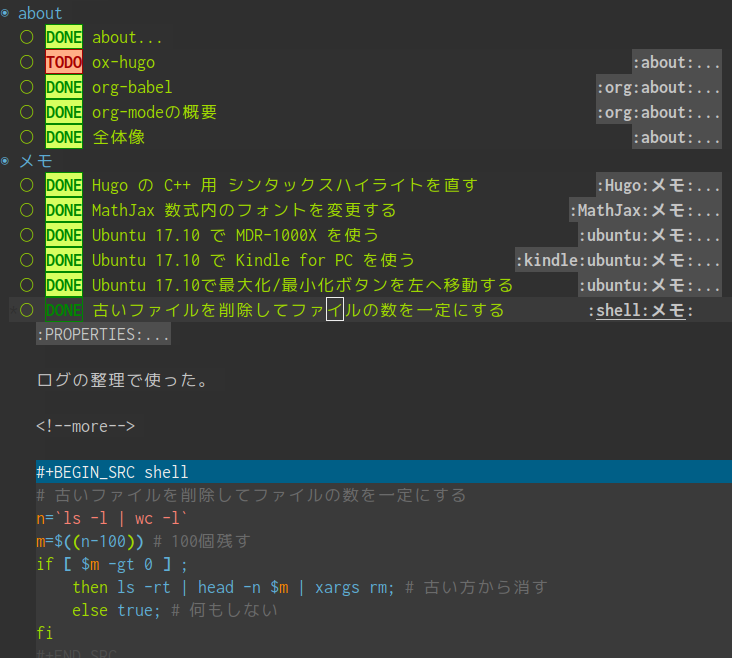 about
DONE about...
TODO ox-hugo :about:...
DONE org-babel :org:about:...
DONE org-modeの概要 :org:about:...
DONE 全体像 :about:...
メモ
DONE Hugo の C++ 用 シンタックスハイライトを直す :Hugo:メモ:...
DONE MathJax 数式内のフォントを変更する :MathJax:メモ:...
DONE Ubuntu 17.10 で MDR-1000X を使う :ubuntu:メモ:...
DONE Ubuntu 17.10 で Kindle for PC を使う :kindle:ubuntu:メモ:...
DONE Ubuntu 17.10で最大化/最小化ボタンを左へ移動する :ubuntu:メモ:...
DONE 古いファイルを削除してファイルの数を一定にする :shell:メモ:
:PROPERTIES:...
ログの整理で使った。
<!--more-->
#+BEGIN_SRC shell
# 古いファイルを削除してファイルの数を一定にする
n=`ls -l | wc -l`
m=$((n-100)) # 100個残す
if [ $m -gt 0 ] ;
then ls -rt | head -n $m | xargs rm; # 古い方から消す
else true; # 何もしない
fi
#+END_SRC